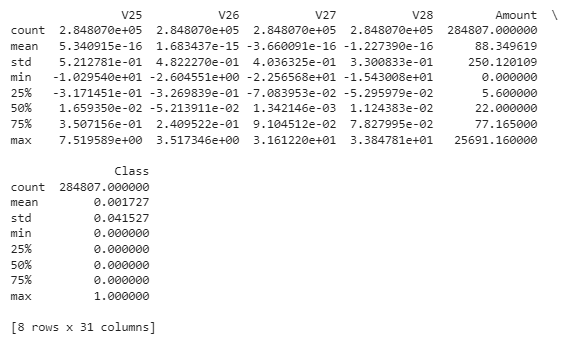 V25           V26           V27           V28         Amount  \
count  2.848070e+05  2.848070e+05  2.848070e+05  2.848070e+05  284807.000000
mean   5.340915e-16  1.683437e-15 -3.660091e-16 -1.227390e-16      88.349619
std    5.212781e-01  4.822270e-01  4.036325e-01  3.300833e-01     250.120109
min   -1.029540e+01 -2.604551e+00 -2.256568e+01 -1.543008e+01       0.000000
25%   -3.171451e-01 -3.269839e-01 -7.083953e-02 -5.295979e-02       5.600000
50%    1.659350e-02 -5.213911e-02  1.342146e-03  1.124383e-02      22.000000
75%    3.507156e-01  2.409522e-01  9.104512e-02  7.827995e-02      77.165000
max    7.519589e+00  3.517346e+00  3.161220e+01  3.384781e+01   25691.160000
               Class
count  284807.000000
mean        0.001727
std         0.041527
min         0.000000
25%         0.000000
50%         0.000000
75%         0.000000
max         1.000000
[8 rows x 31 columns]